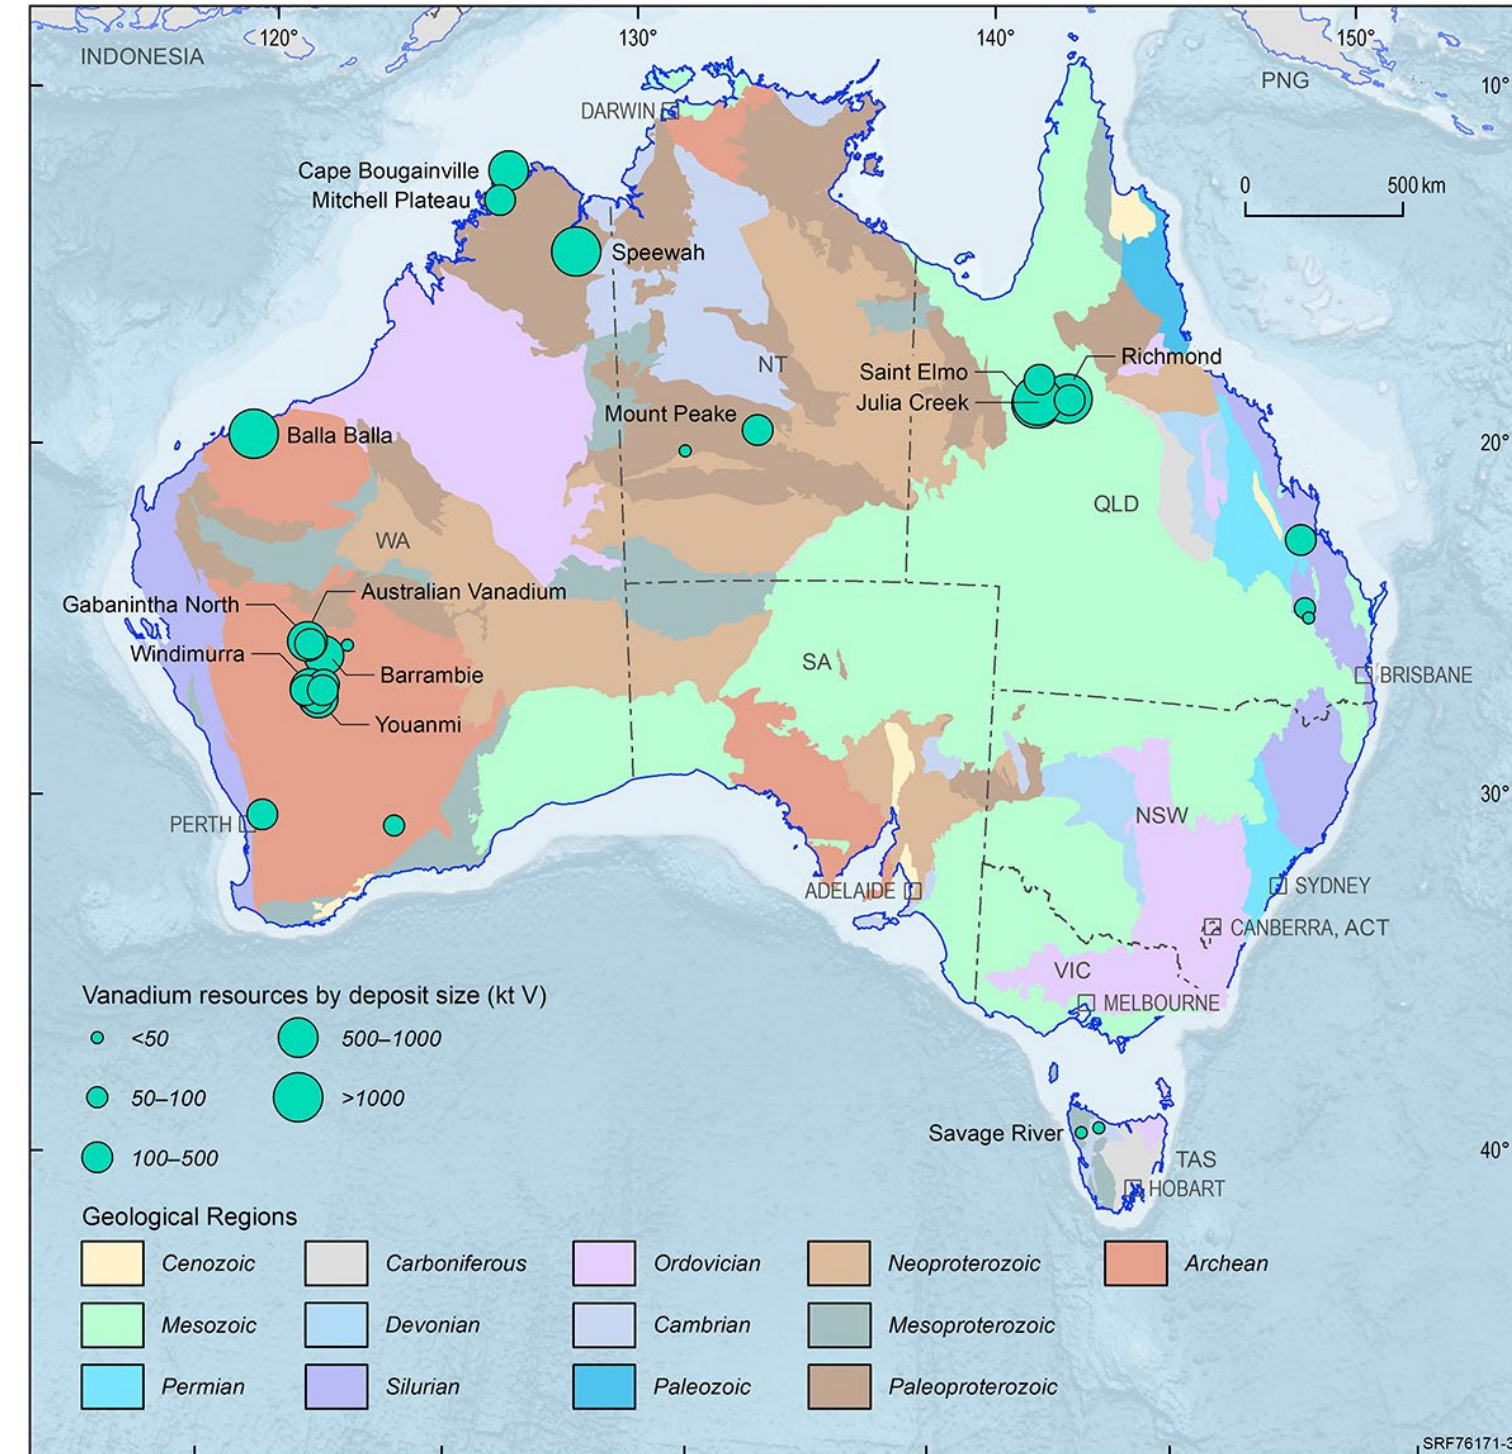 120°
130°
140°
150°
INDONESIA
PNG
10°
DARWIN
Cape Bougainville
Mitchell Plateau
0 500 km
Speewah
Richmond
NT
Saint Elmo
Julia Creek
Mount Peake
Balla Balla
20°
QLD
WA
Australian Vanadium
Gabanintha North
Windimurra
SA
Barrambie
BRISBANE
Youanmi
30°
NSW
PERTH
ADELAIDE
SYDNEY
CANBERRA, ACT
VIC
MELBOURNE
Vanadium resources by deposit size (kt V)
<50
500–1000
50–100
>1000
100–500
Savage River
40°
TAS
HOBART
Geological Regions
Cenozoic
Carboniferous
Ordovician
Neoproterozoic
Archean
Mesozoic
Devonian
Cambrian
Mesoproterozoic
Permian
Silurian
Paleozoic
Paleoproterozoic
SRF76171-3